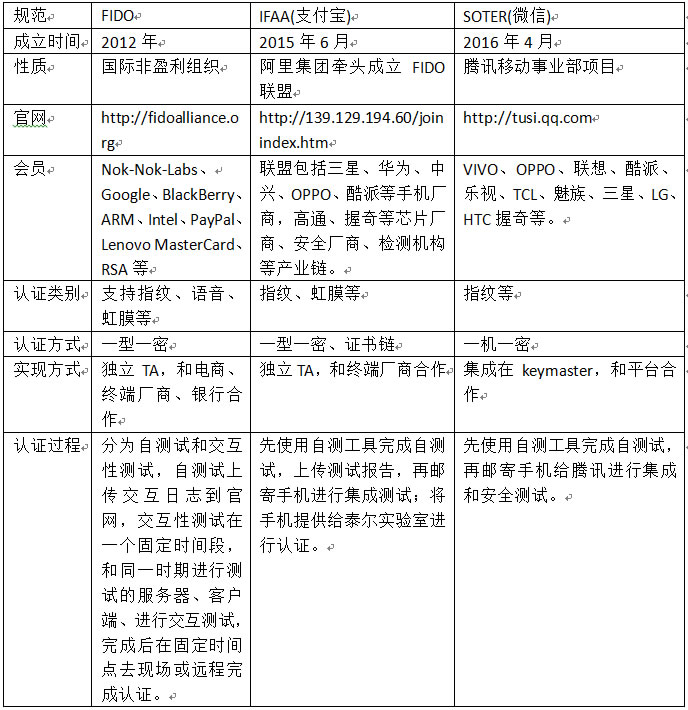 规范 FIDO IFAA(支付宝) SOTER(微信)
成立时间 2012 年 2015 年 6 月 2016 年 4 月
性质 国际非盈利组织 阿里集团牵头成立 FIDO
联盟
腾讯移动事业部项目
官网 http://fidoalliance.o
rg
http://139.129.194.60/join
index.htm
http://tusi.qq.com
会员 Nok-Nok-Labs、
Google、BlackBerry、
ARM、Intel、PayPal、
Lenovo MasterCard、
RSA 等
联盟包括三星、华为、中
兴、OPPO、酷派等手机厂
商，高通、握奇等芯片厂
商、安全厂商、检测机构
等产业链。
VIVO、OPPO、联想、酷派、
乐视、TCL、魅族、三星、LG、
HTC 握奇等。
认证类别 支持指纹、语音、
虹膜等
指纹、虹膜等
指纹等
认证方式 一型一密 一型一密、证书链 一机一密
实现方式 独立 TA，和电商、
终端厂商、银行合
作
独立 TA，和终端厂商合作
集成在 keymaster，和平台合
作
认证过程 分为自测试和交互
性测试，自测试上
传交互日志到官
网，交互性测试在
一个固定时间段，
和同一时期进行测
试的服务器、客户
端、进行交互测试，
完成后在固定时间
点去现场或远程完
成认证。
先使用自测工具完成自测
试，上传测试报告，再邮
寄手机进行集成测试；将
手机提供给泰尔实验室进
行认证。
先使用自测工具完成自测试，
再邮寄手机给腾讯进行集成
和安全测试。